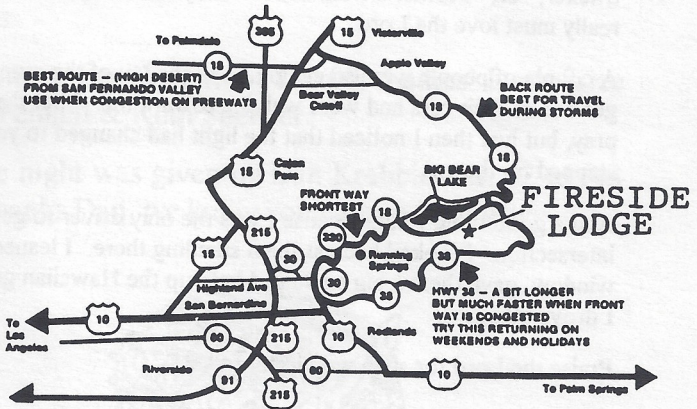 395
15
Victorville
To Palmdale
18
Apple Valley
BEST ROUTE – (HIGH DESERT)
FROM SAN FERNANDO VALLEY
USE WHEN CONGESTION ON FREEWAYS
Bear Valley
Cutoff
18
BACK ROUTE
BEST FOR TRAVEL
DURING STORMS
18
15
Cajon
Pass
BIG BEAR
LAKE
FRONT WAY
SHORTEST
18
FIRESIDE
LODGE
215
330
15
30
Running
Springs
38
Highland Ave
San Bernardino
30
38
HWY 38 – A BIT LONGER
BUT MUCH FASTER WHEN FRONT
WAY IS CONGESTED
TRY THIS RETURNING ON
WEEKENDS AND HOLIDAYS
To
Los
Angeles
10
60
215
10
Redlands
Riverside
91
60
215
10
To Palm Springs